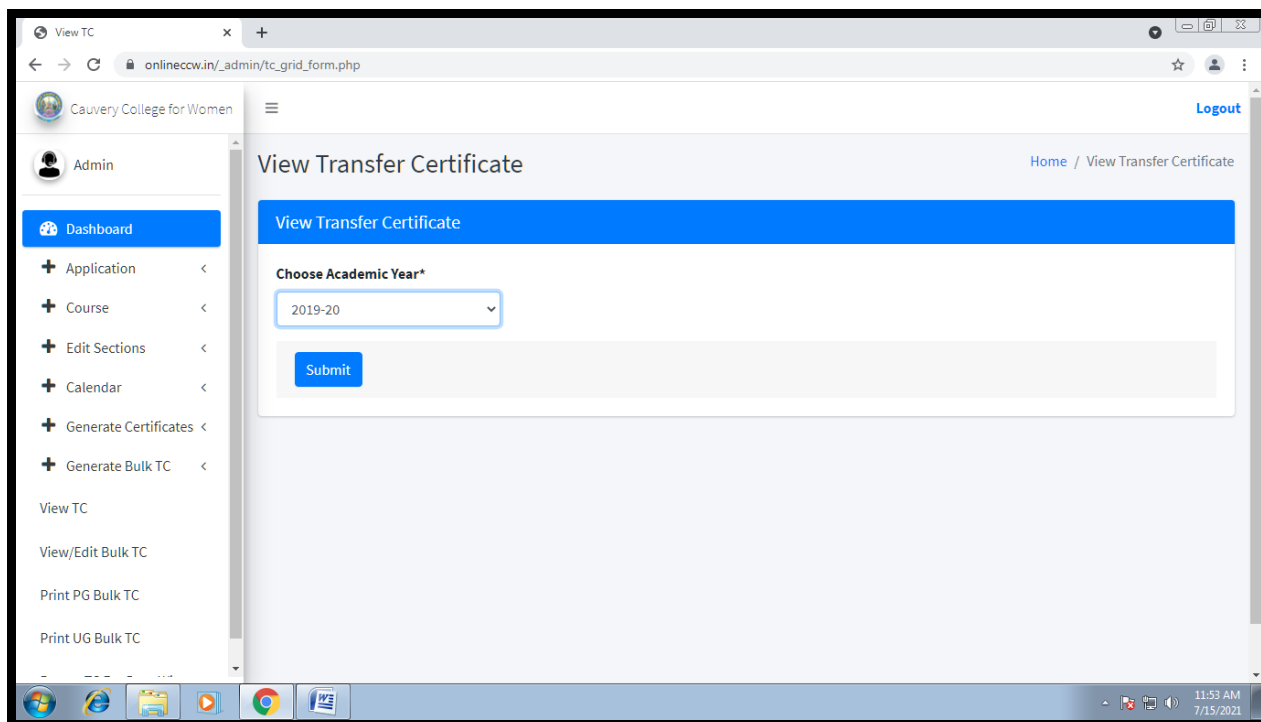 View TC
onlineccw.in/_admin/tc_grid_form.php
Cauvery College for Women
Logout
Admin
View Transfer Certificate
Home / View Transfer Certificate
Dashboard
View Transfer Certificate
Application
Choose Academic Year*
Course
2019-20
Edit Sections
Submit
Calendar
Generate Certificates
Generate Bulk TC
View TC
View/Edit Bulk TC
Print PG Bulk TC
Print UG Bulk TC
11:53 AM
7/15/2021